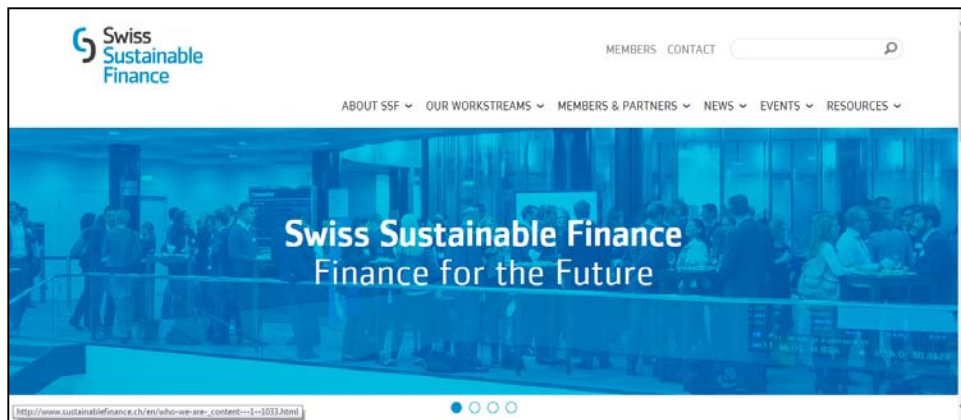 Swiss
Sustainable
Finance
MEMBERS CONTACT
ABOUT SSF OUR WORKSTREAMS MEMBERS & PARTNERS NEWS EVENTS RESOURCES
Swiss Sustainable Finance
Finance for the Future
http://www.sustainablefinance.ch/en/who-we-are-_content---1--1033.html